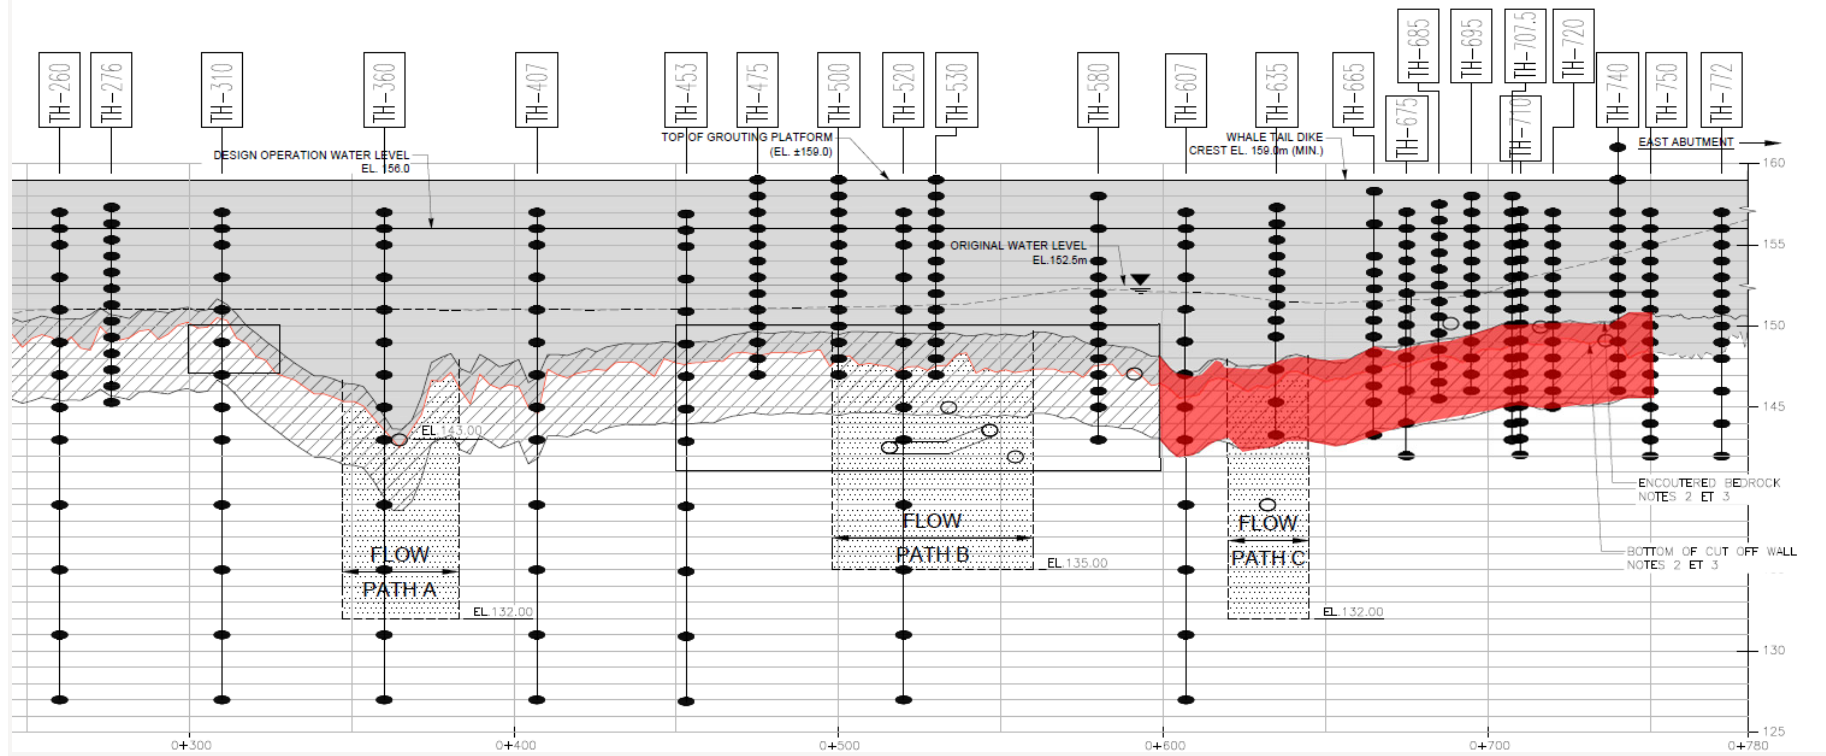 TH-260
TH-276
TH-310
TH-360
TH-407
TH-453
TH-475
TH-500
TH-520
TH-530
TH-580
TH-607
TH-635
TH-665
TH-675
TH-685
TH-695
TH-707.5
TH-710
TH-720
TH-740
TH-750
TH-772
DESIGN OPERATION WATER LEVEL
EL. 156.0
TOP OF GROUTING PLATFORM
(EL. ±159.0)
WHALE TAIL DIKE
CREST EL. 159.0m (MIN.)
EAST ABUTMENT
ORIGINAL WATER LEVEL
EL.152.5m
160
155
150
145
130
125
EL.143.00
FLOW
PATH A
EL.132.00
FLOW
PATH B
EL.135.00
FLOW
PATH C
EL.132.00
ENCOUTERED BEDROCK
NOTES 2 ET 3
BOTTOM OF CUT OFF WALL
NOTES 2 ET 3
0+300
0+400
0+500
0+600
0+700
0+780